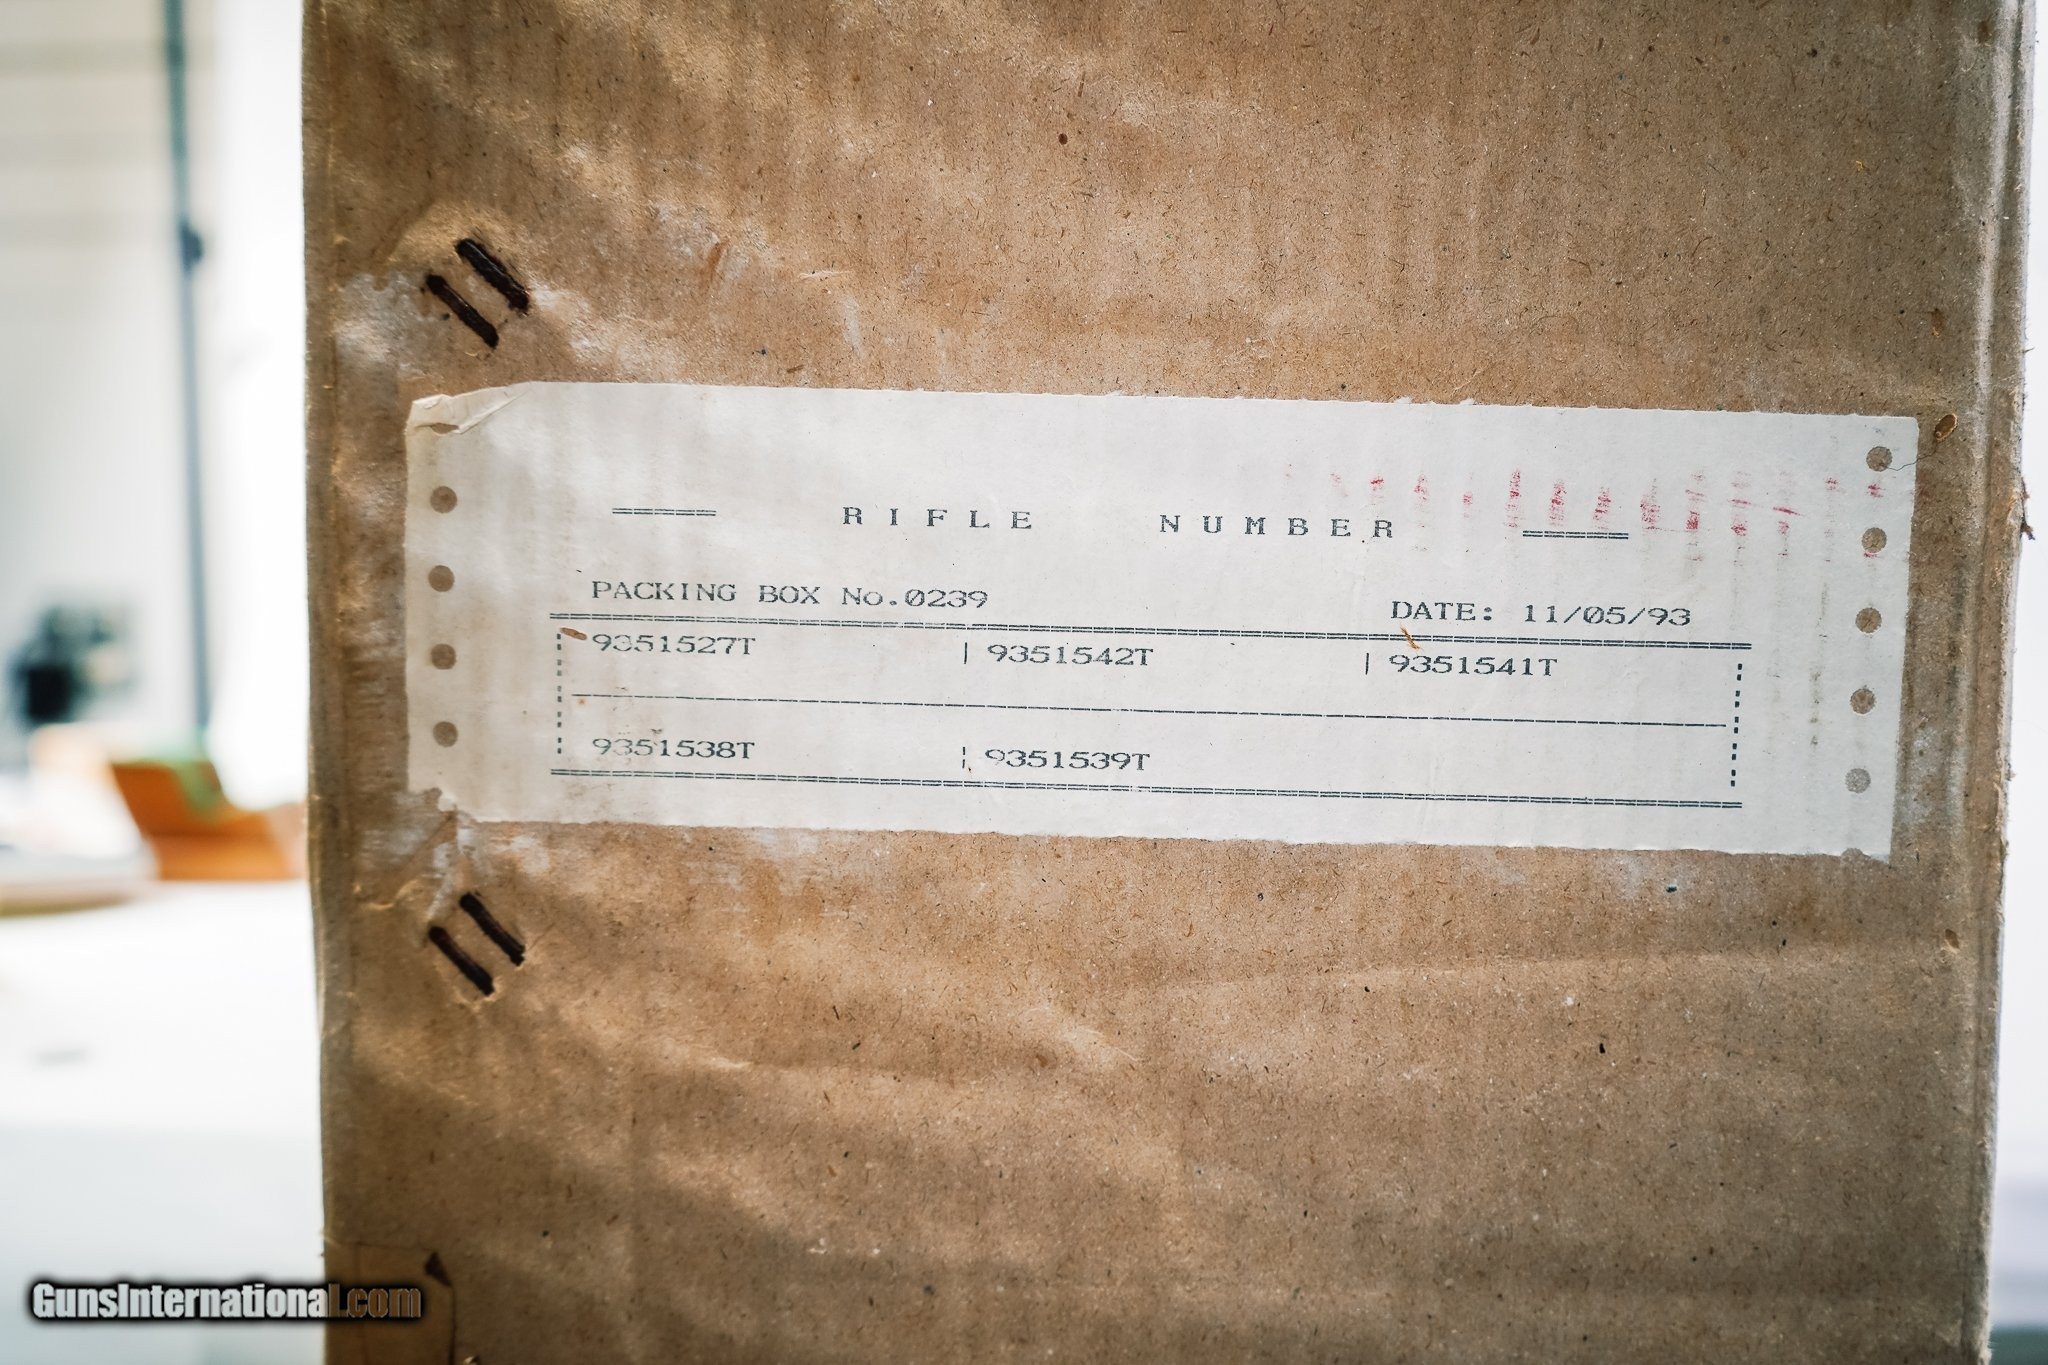 ===== RIFLE NUMBER =====
PACKING BOX No.0239 DATE: 11/05/93
9351527T | 9351542T | 9351541T
9351538T | 9351539T
GunsInternational.com